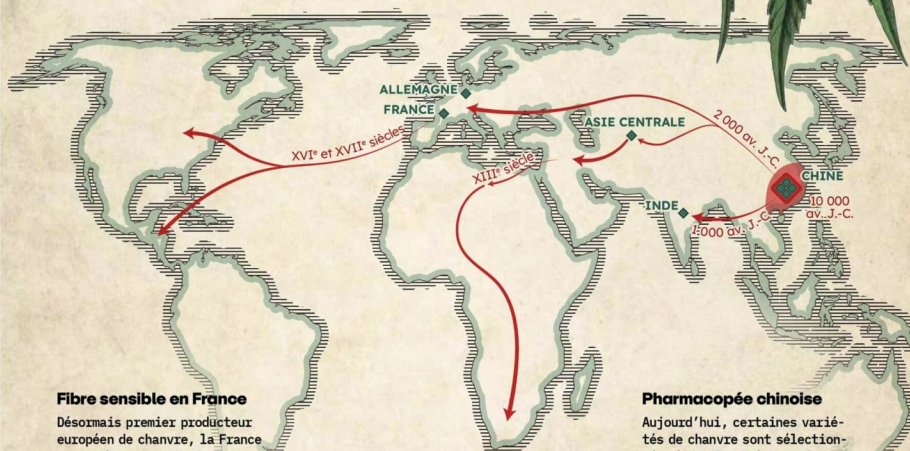 ALLEMAGNE
FRANCE
ASIE CENTRALE
2 000 av. J.-C.
XVIe et XVIIe siècles
XIIIe siècle
CHINE
10 000
av. J.-C.
INDE
1 000 av. J.-C.
Fibre sensible en France
Désormais premier producteur
européen de chanvre, la France
Pharmacopée chinoise
Aujourd’hui, certaines varié-
tés de chanvre sont sélection-